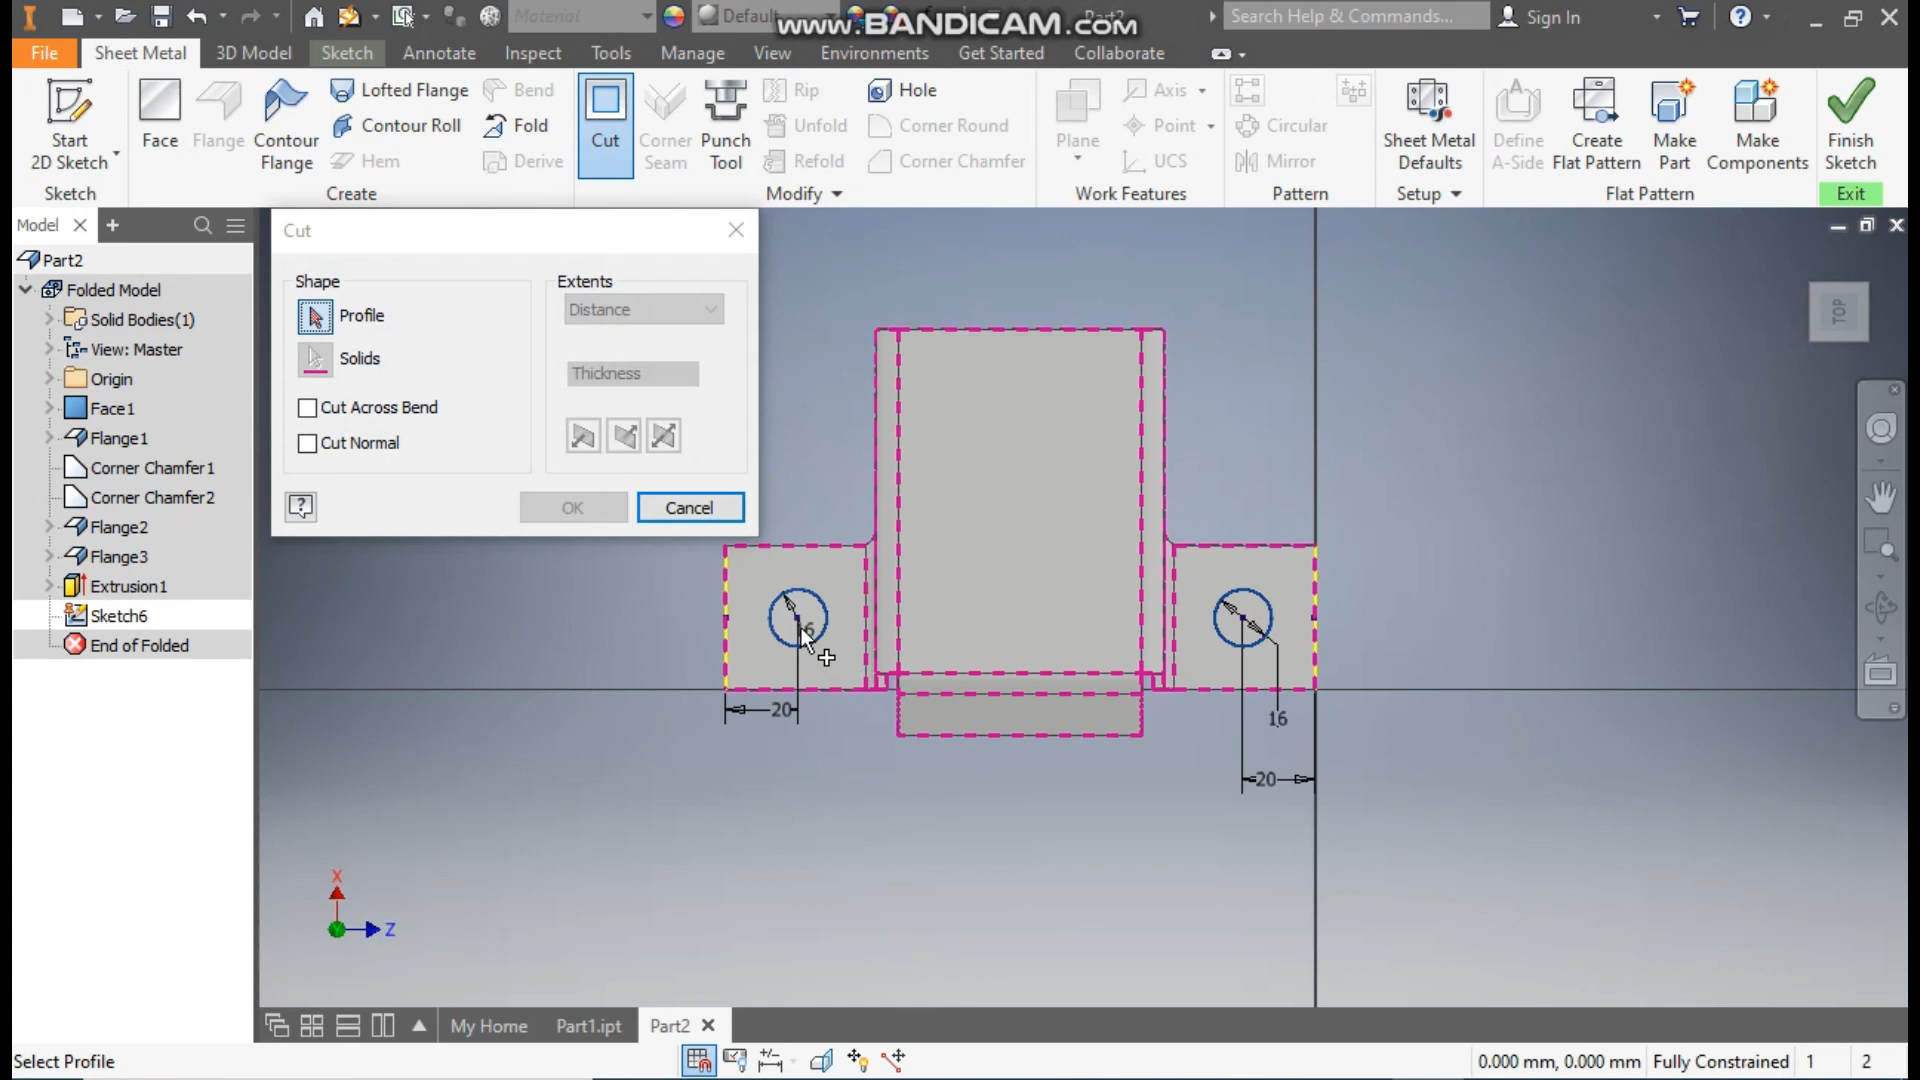 Material
Default
www.BANDICAM.com
Part2
Search Help & Commands...
Sign In
File
Sheet Metal
3D Model
Sketch
Annotate
Inspect
Tools
Manage
View
Environments
Get Started
Collaborate
Start
2D Sketch
Face
Flange
Contour
Flange
Lofted Flange
Contour Roll
Hem
Bend
Fold
Derive
Cut
Corner
Seam
Punch
Tool
Rip
Unfold
Refold
Hole
Corner Round
Corner Chamfer
Plane
Axis
Point
UCS
Circular
Mirror
Sheet Metal
Defaults
Define
A-Side
Create
Flat Pattern
Make
Part
Make
Components
Finish
Sketch
Sketch
Create
Modify
Work Features
Pattern
Setup
Flat Pattern
Exit
Model
Part2
Folded Model
Solid Bodies(1)
View: Master
Origin
Face1
Flange1
Corner Chamfer1
Corner Chamfer2
Flange2
Flange3
Extrusion1
Sketch6
End of Folded
Cut
Shape
Profile
Solids
Cut Across Bend
Cut Normal
Extents
Distance
Thickness
OK
Cancel
TOP
20
16
20
X
Z
My Home
Part1.ipt
Part2
Select Profile
0.000 mm, 0.000 mm
Fully Constrained
1
2